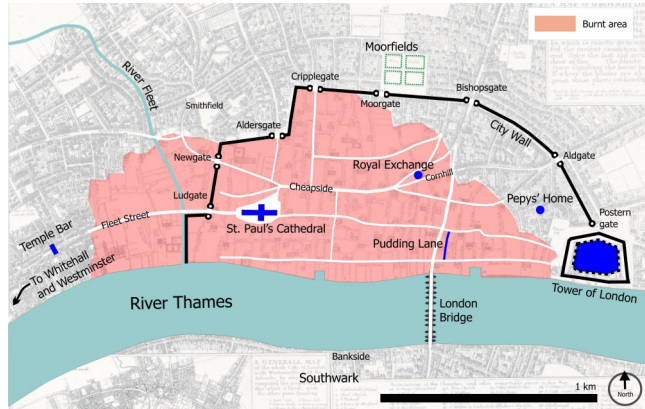 Burnt area
Moorfields
Cripplegate
Bishopsgate
River Fleet
Smithfield
Moorgate
Aldersgate
City Wall
Newgate
Royal Exchange
Aldgate
Cornhill
Cheapside
Ludgate
Pepys' Home
Postern
gate
Fleet Street
Temple Bar
St. Paul's Cathedral
Pudding Lane
To Whitehall
and Westminster
Tower of London
River Thames
London
Bridge
Bankside
Southwark
1 km
North